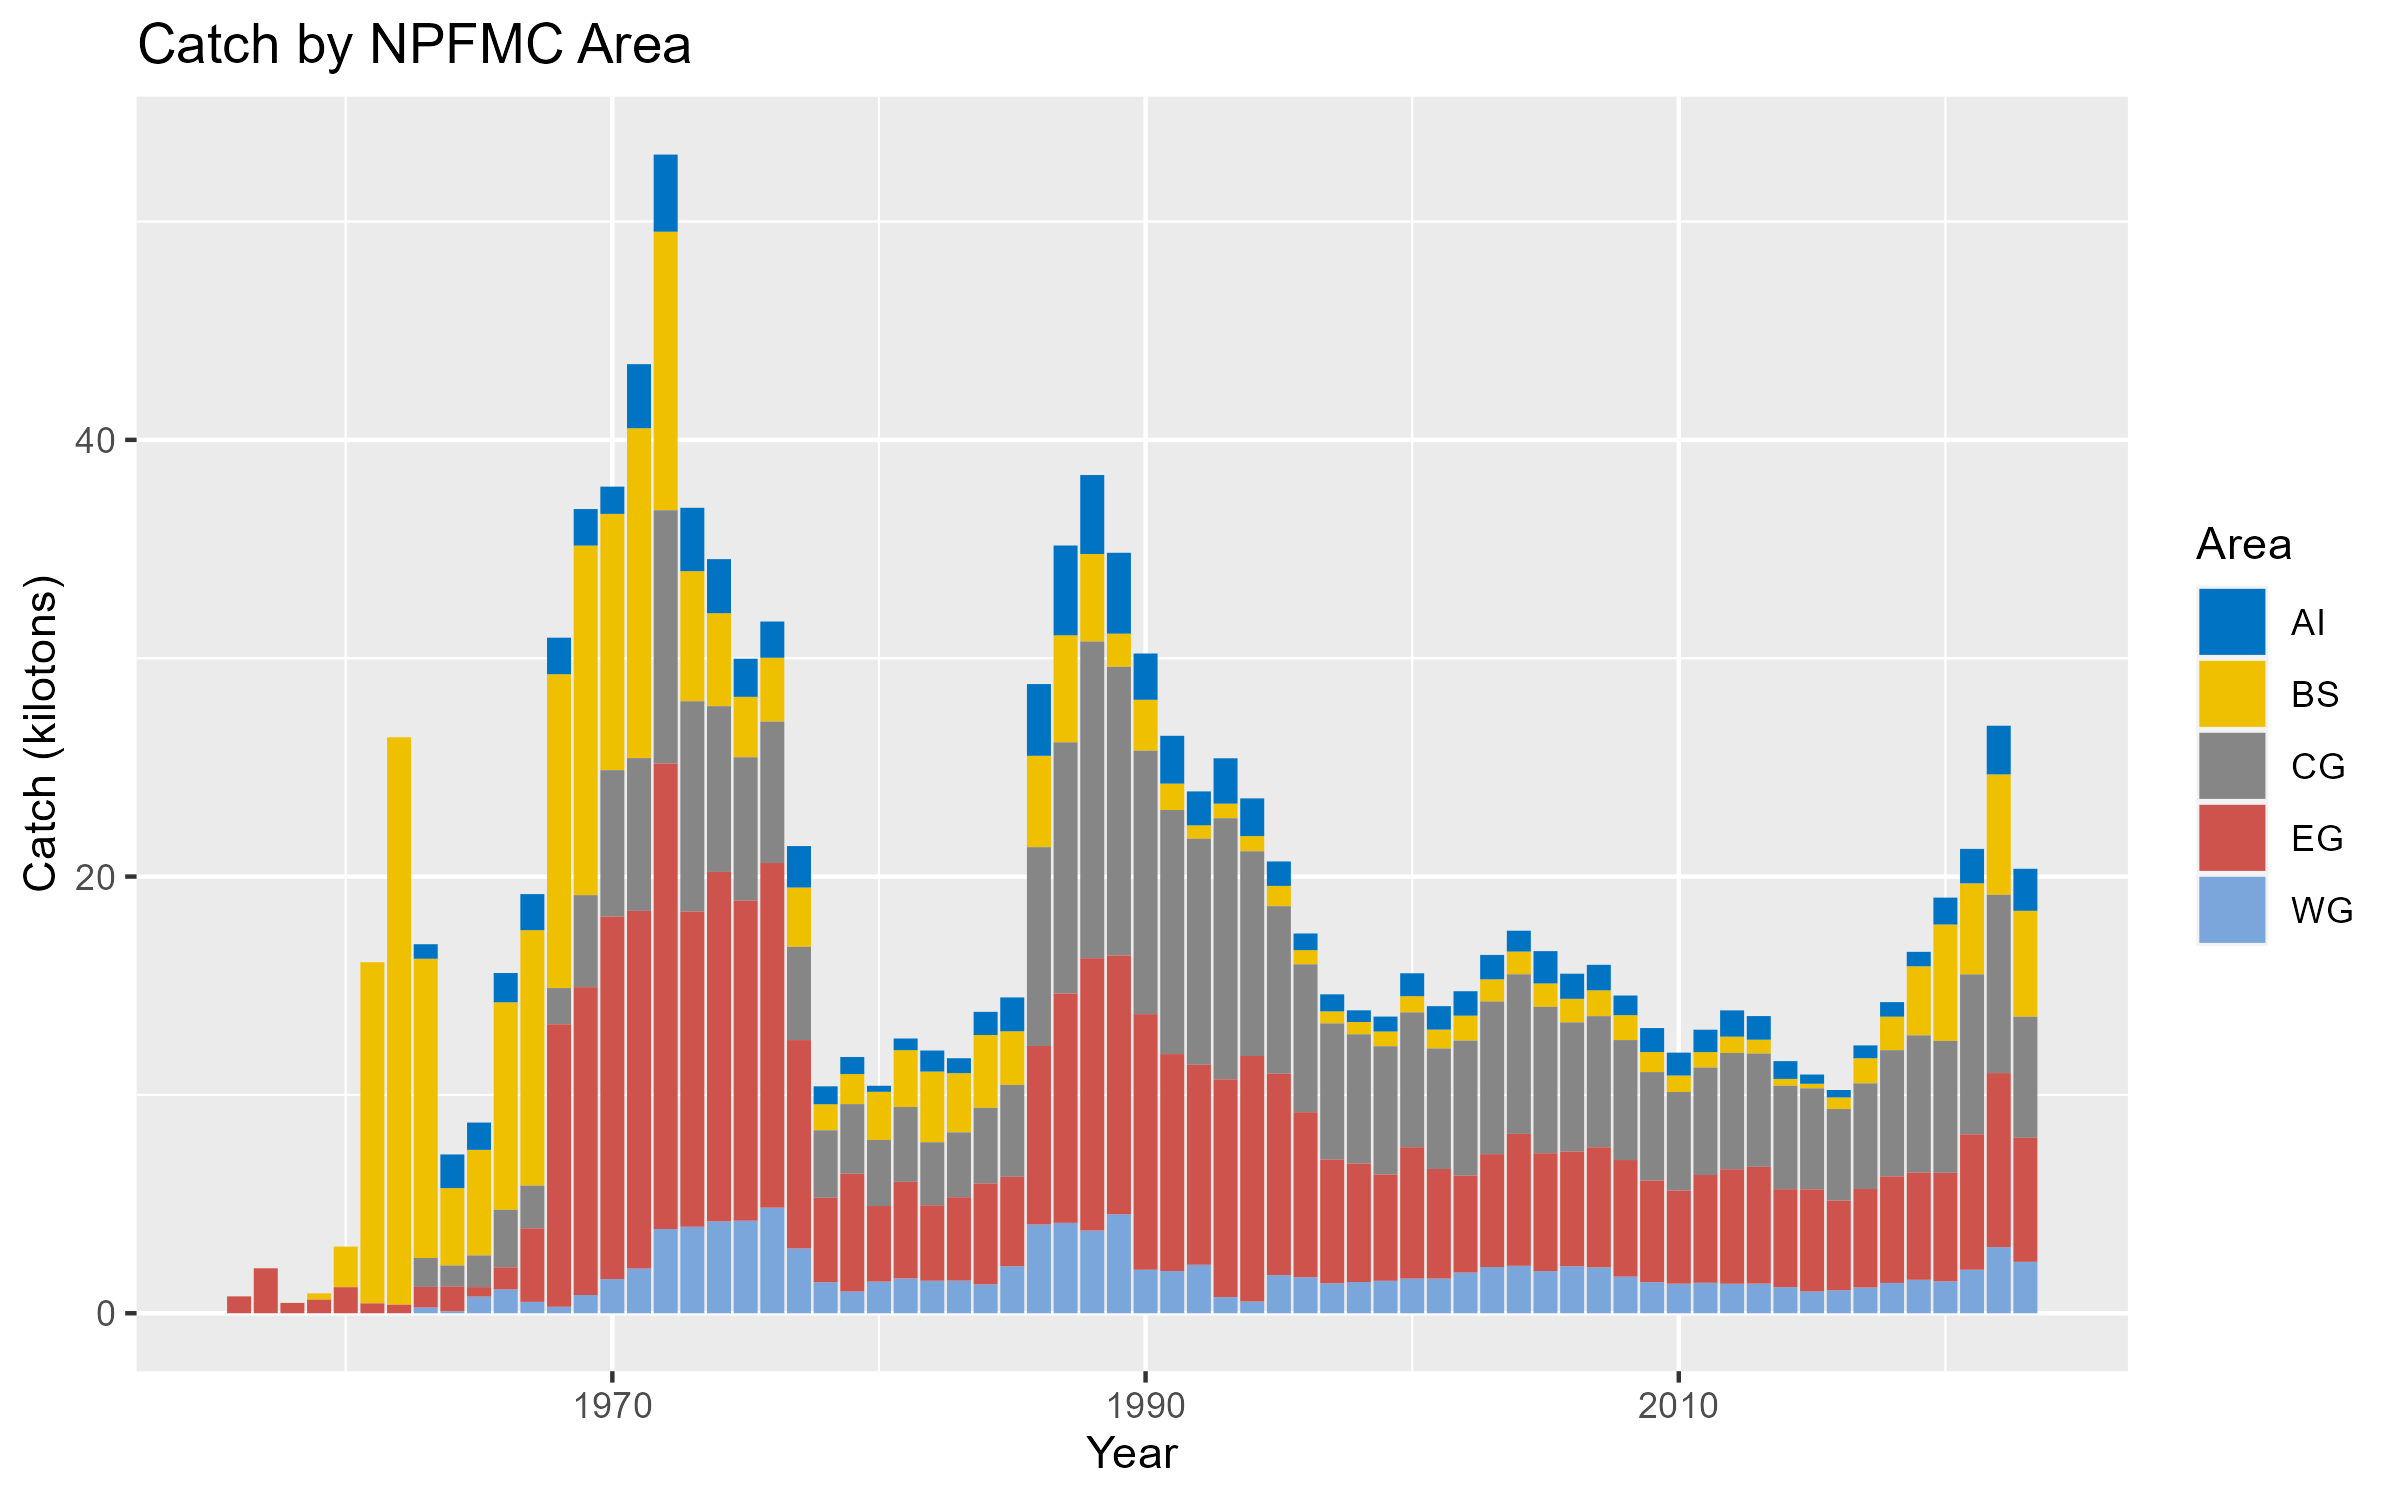 Catch by NPFMC Area
Catch (kilotons)
40
20
0
1970
1990
2010
Year
Area
AI
BS
CG
EG
WG